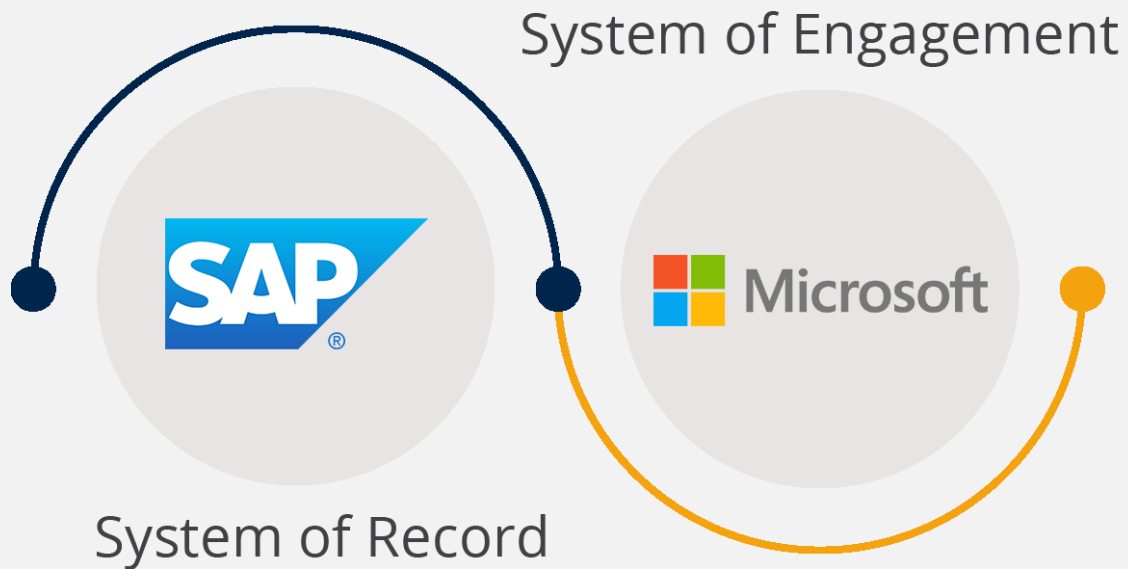 System of Engagement
SAP
®
Microsoft
System of Record